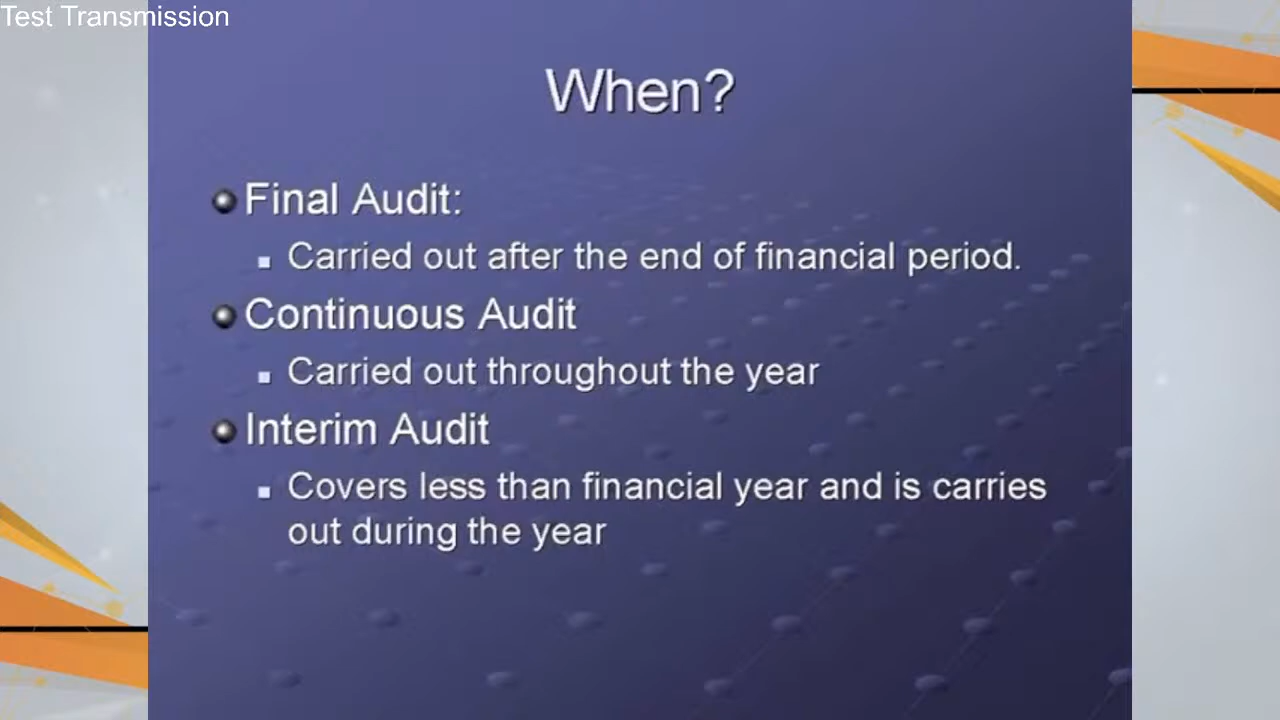 Test Transmission
When?
Final Audit:
Carried out after the end of financial period.
Continuous Audit
Carried out throughout the year
Interim Audit
Covers less than financial year and is carries
out during the year